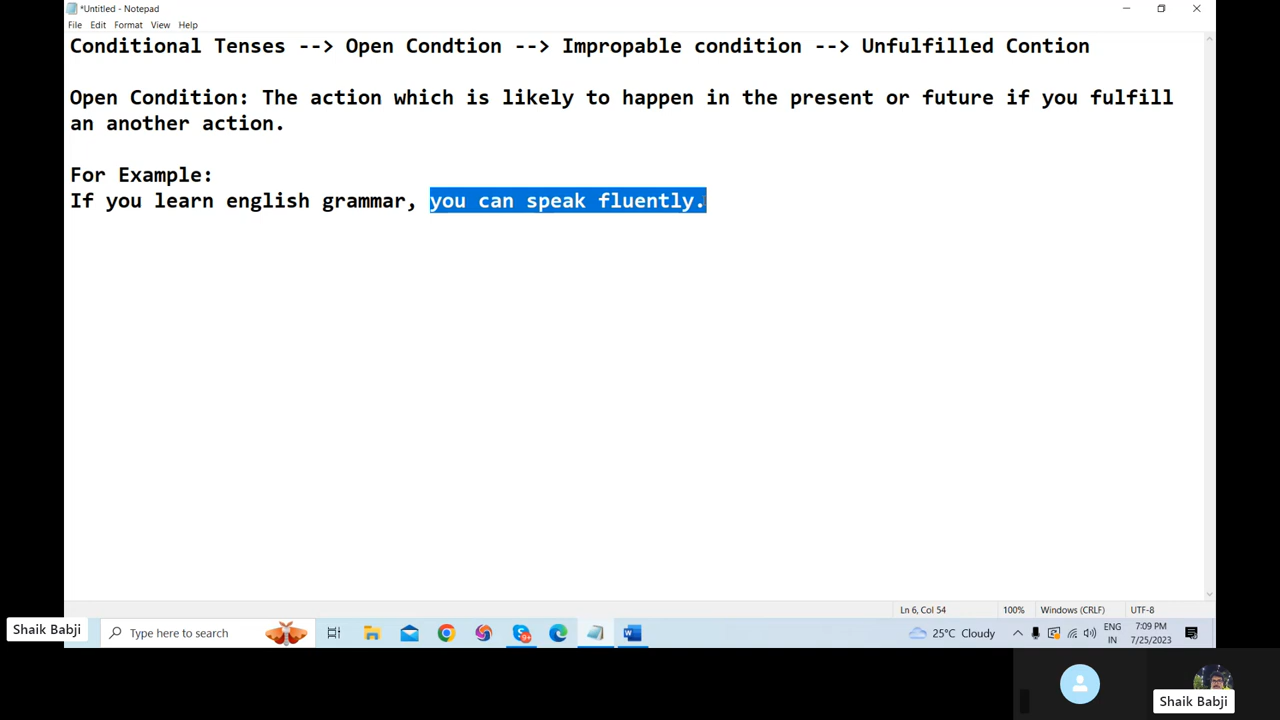 *Untitled - Notepad
File Edit Format View Help
Conditional Tenses --> Open Condtion --> Impropable condition --> Unfulfilled Contion
Open Condition: The action which is likely to happen in the present or future if you fulfill
an another action.
For Example:
If you learn english grammar, you can speak fluently.
Ln 6, Col 54 100% Windows (CRLF) UTF-8
Shaik Babji
Type here to search
25°C Cloudy
ENG
IN
7:09 PM
7/25/2023
Shaik Babji